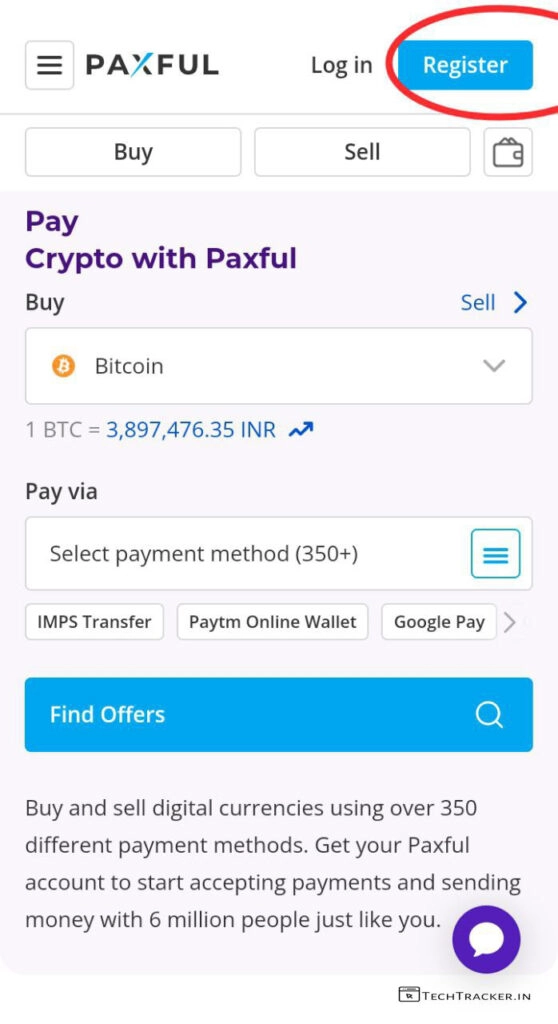 PAXFUL
Log in
Register
Buy
Sell
Pay
Crypto with Paxful
Buy
Sell
Bitcoin
1 BTC = 3,897,476.35 INR
Pay via
Select payment method (350+)
IMPS Transfer
Paytm Online Wallet
Google Pay
Find Offers
Buy and sell digital currencies using over 350
different payment methods. Get your Paxful
account to start accepting payments and sending
money with 6 million people just like you.
TECHTRACKER.IN